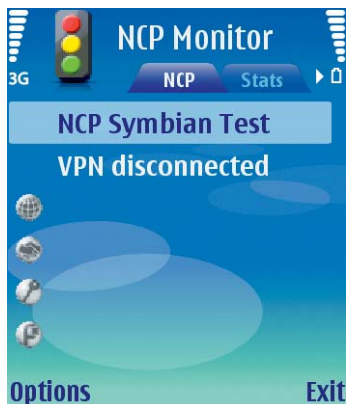 NCP Monitor
3G
NCP Stats
NCP Symbian Test
VPN disconnected
Options Exit